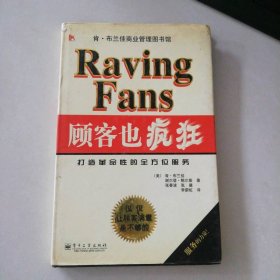 肯·布兰佳商业管理图书馆
Raving
Fans
顾客也疯狂
打造革命性的全方位服务
仅仅
让顾客满意
是不够的
电子工业出版社